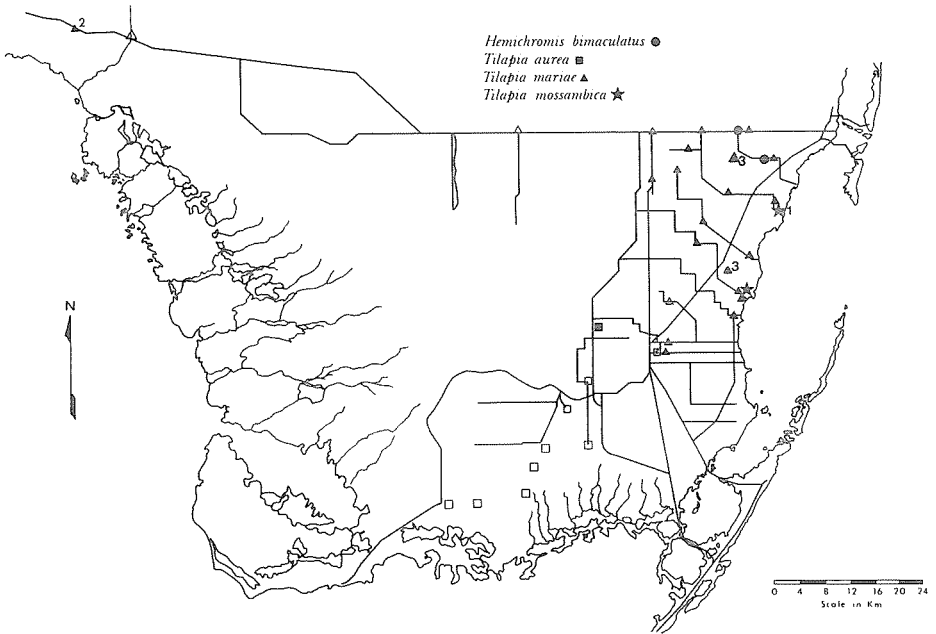 2
Hemichromis bimaculatus
Tilapia aurea
Tilapia mariae
Tilapia mossambica
3
1
3
N
0 4 8 12 16 20 24
Scale in Km